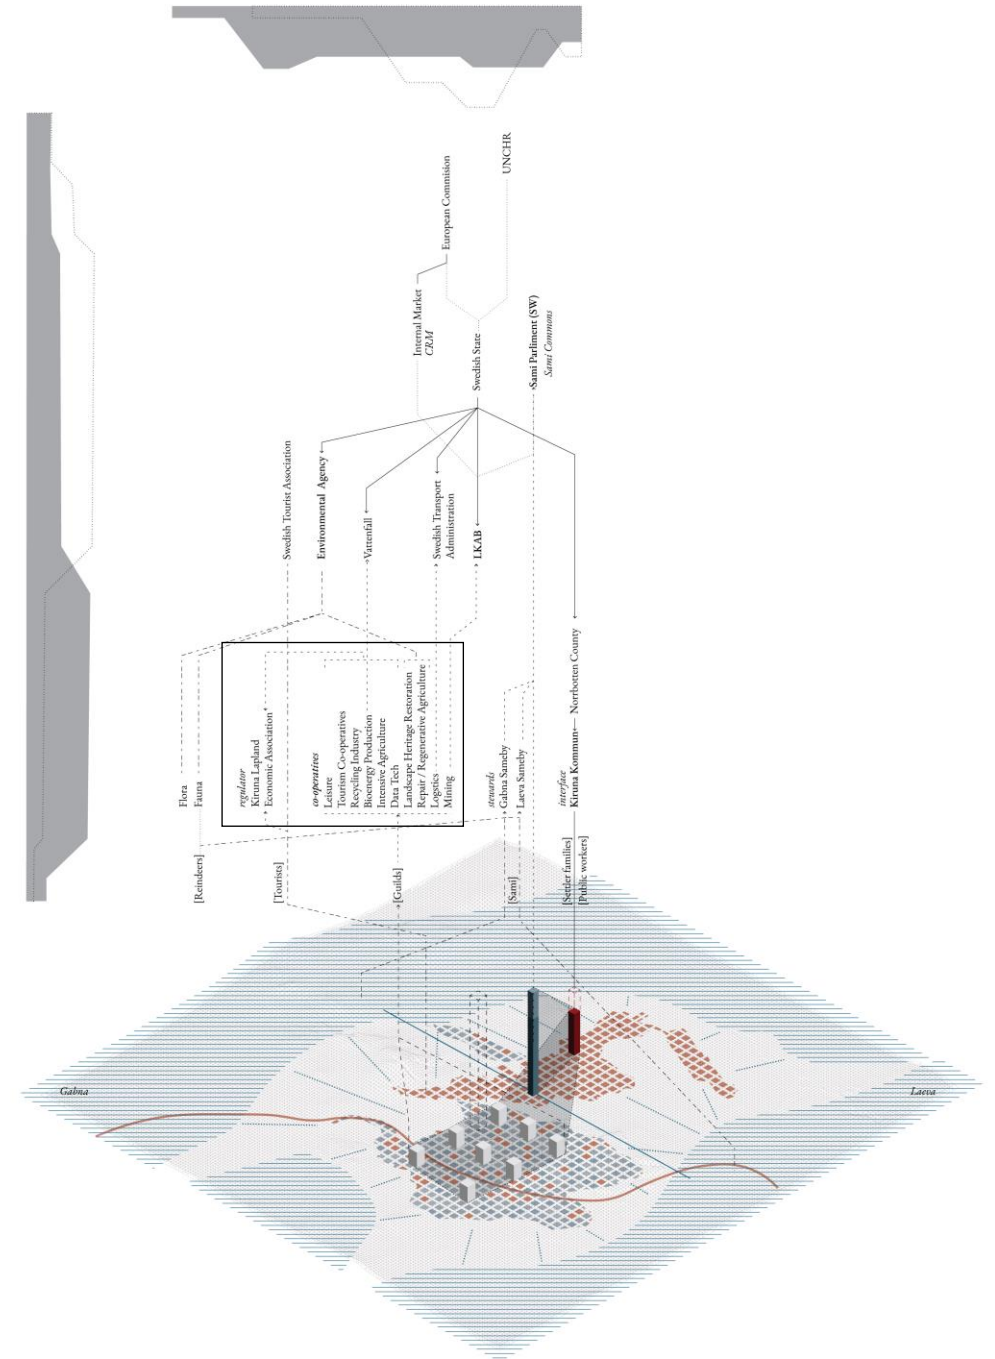 UNCHR
European Commision
Internal Market
CRM
Swedish State
Sami Parliment (SW)
Sami Commons
Swedish Tourist Association
Environmental Agency
Vattenfall
Swedish Transport
Administration
LKAB
Norrbotten County
Flora
Fauna
regulator
Kiruna Lapland
Economic Association
co-operatives
Leisure
Tourism Co-operatives
Recycling Industry
Bioenergy Production
Intensive Agriculture
Data Tech
Landscape Heritage Restoration
Repair / Regenerative Agriculture
Logstics
Mining
stewards
Gabna Sameby
Laeva Sameby
interface
Kiruna Kommun
[Reindeers]
[Tourists]
[Guilds]
[Sami]
[Settler families]
[Public workers]
Gabna
Laeva